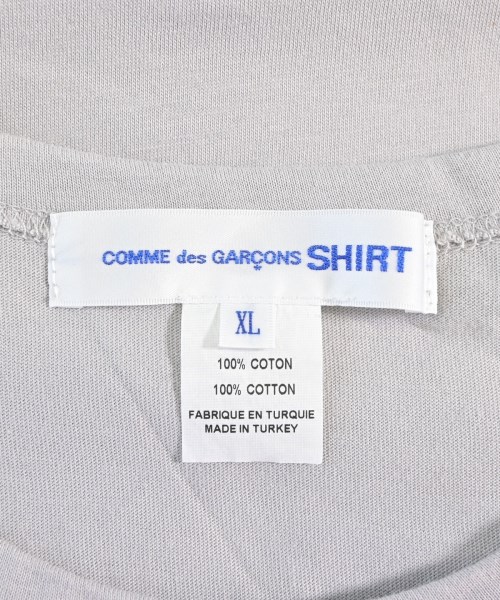 COMME des GARÇONS SHIRT
XL
100% COTON
100% COTTON
FABRIQUE EN TURQUIE
MADE IN TURKEY